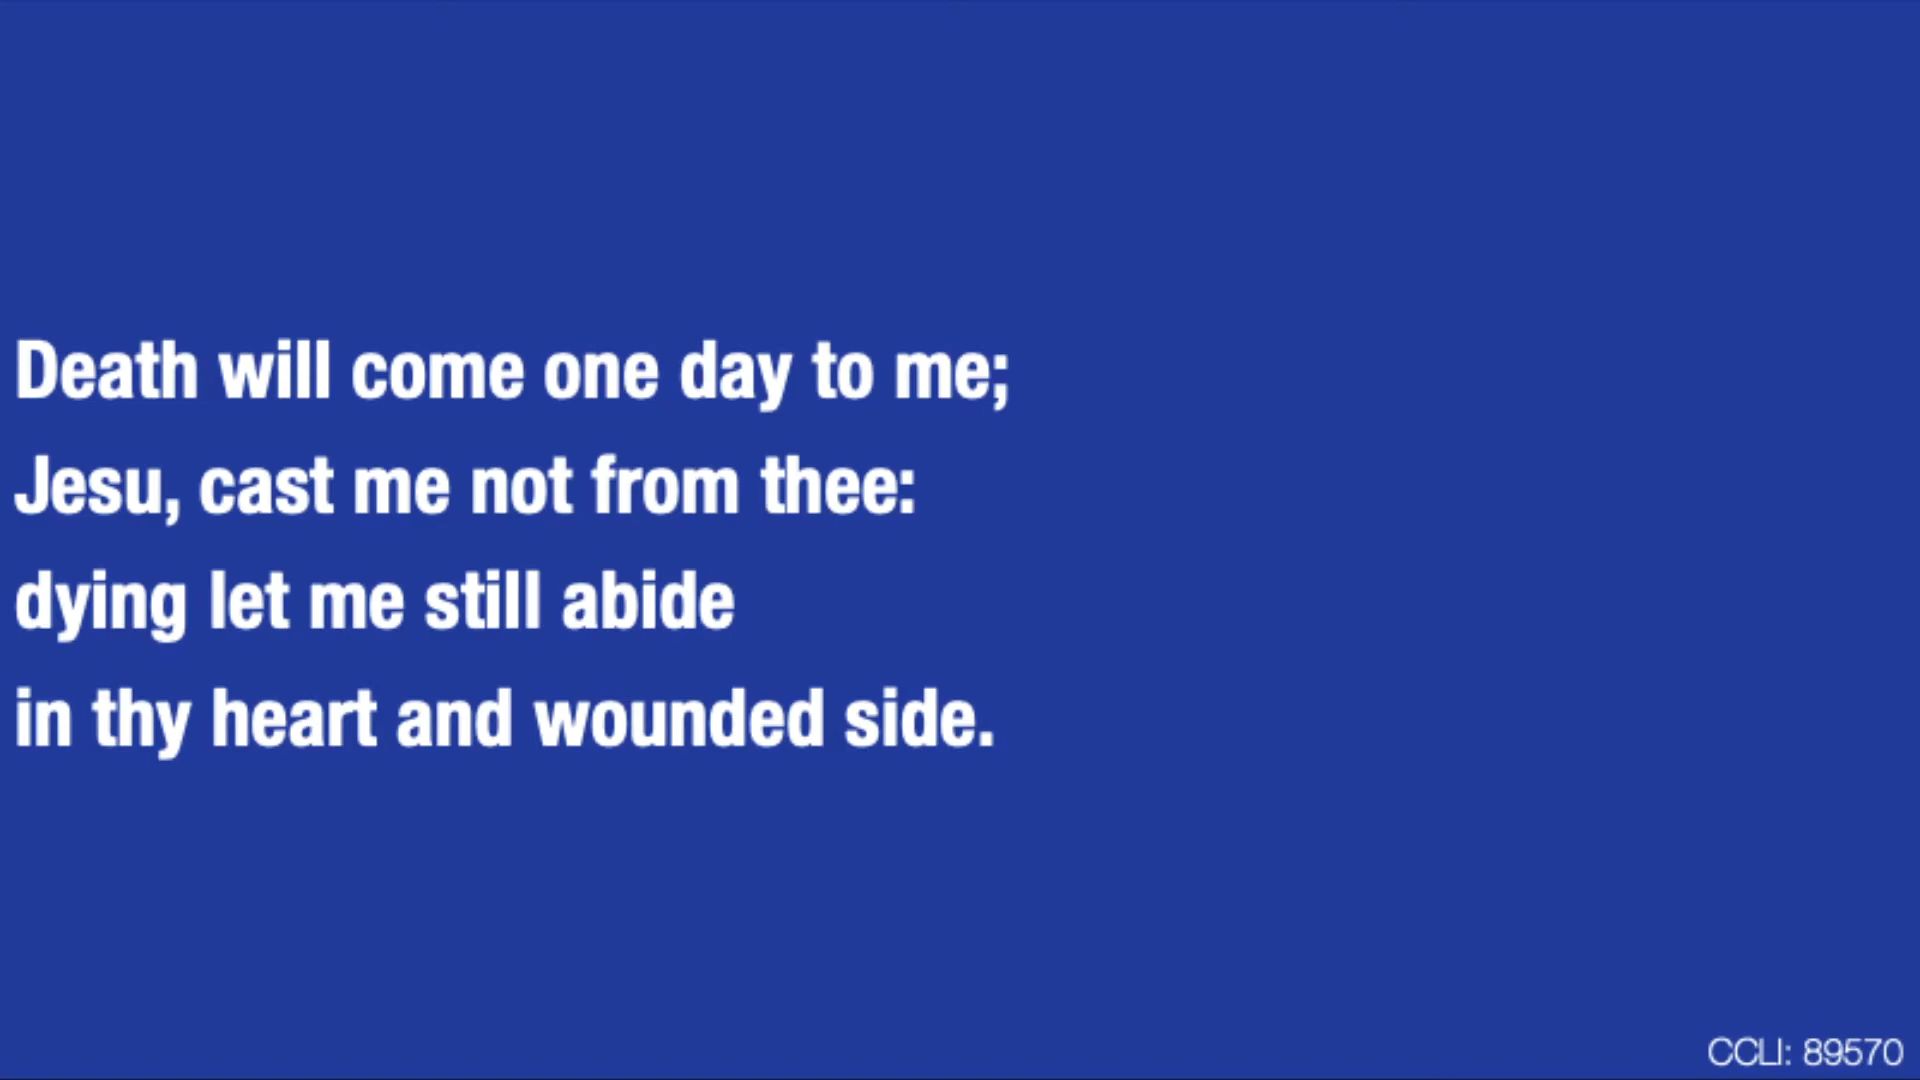 Death will come one day to me;
Jesu, cast me not from thee:
dying let me still abide
in thy heart and wounded side.
CCLI: 89570